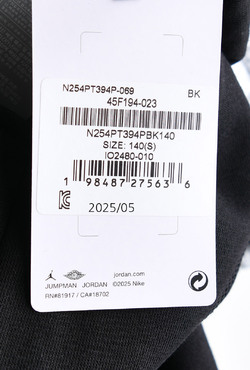 N254PT394P-069 BK
45F194-023
N254PT394PBK140
SIZE: 140(S)
IO2480-010
1 98487 27563 6
2025/05
jordan.com
JUMPMAN JORDAN ©2025 Nike
RN#81917 / CA#18702